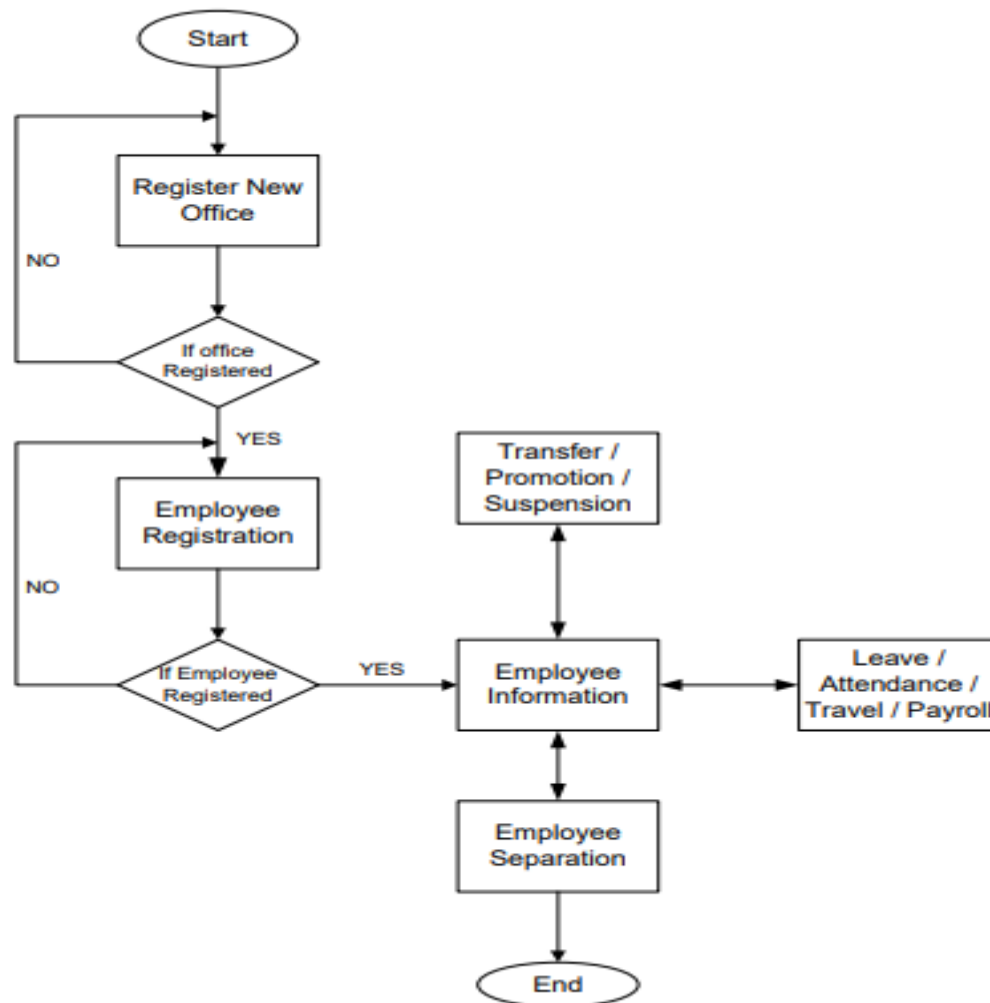 Start
Register New
Office
NO
If office
Registered
YES
Employee
Registration
NO
If Employee
Registered
YES
Transfer /
Promotion /
Suspension
Employee
Information
Leave /
Attendance /
Travel / Payroll
Employee
Separation
End